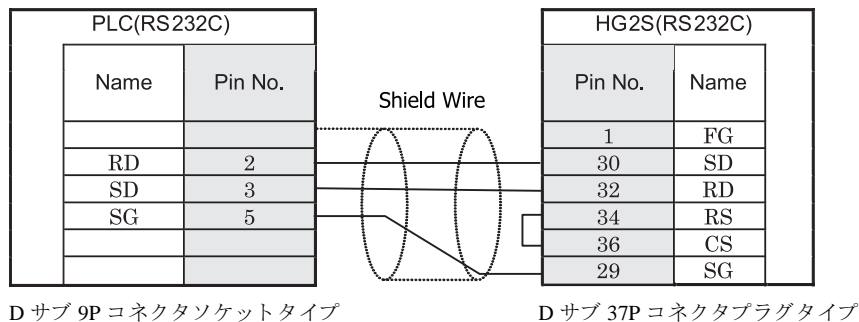 PLC(RS232C)
HG2S(RS232C)
Name Pin No.
Shield Wire
Pin No. Name
1 FG
RD 2
30 SD
SD 3
32 RD
SG 5
34 RS
36 CS
29 SG
D サブ 9P コネクタソケットタイプ
D サブ 37P コネクタプラグタイプ